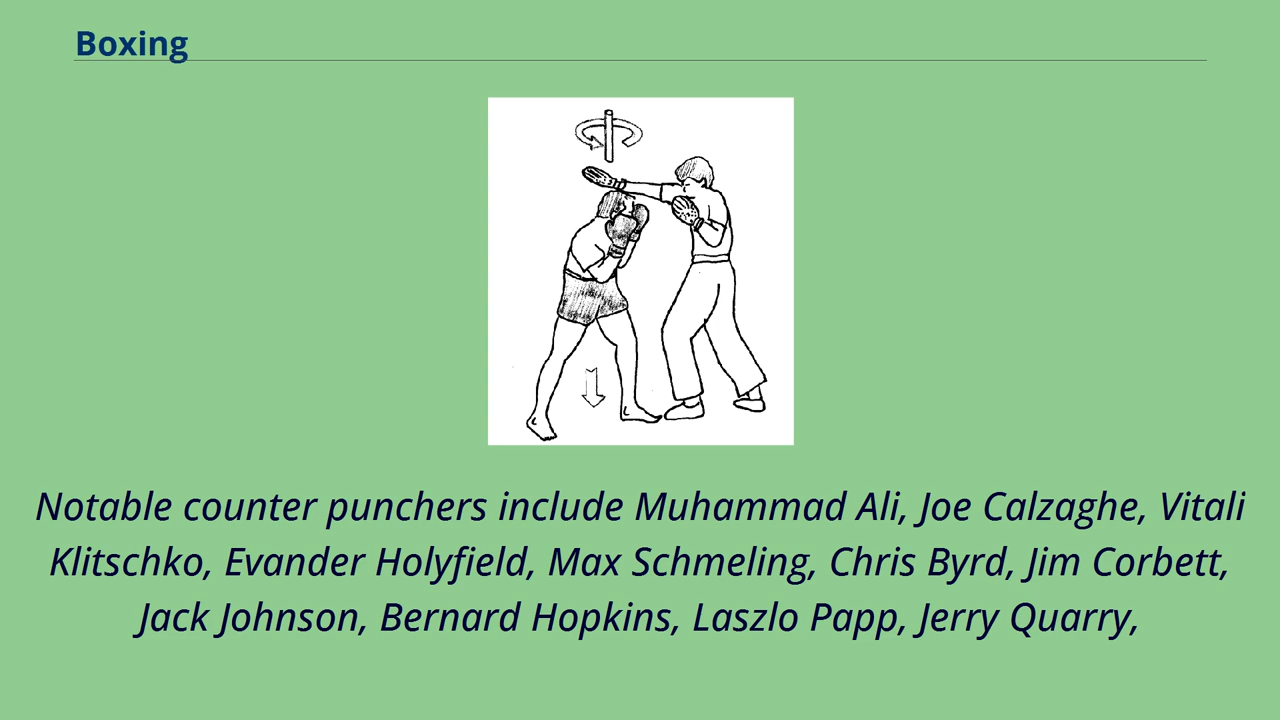 Boxing
Notable counter punchers include Muhammad Ali, Joe Calzaghe, Vitali
Klitschko, Evander Holyfield, Max Schmeling, Chris Byrd, Jim Corbett,
Jack Johnson, Bernard Hopkins, Laszlo Papp, Jerry Quarry,